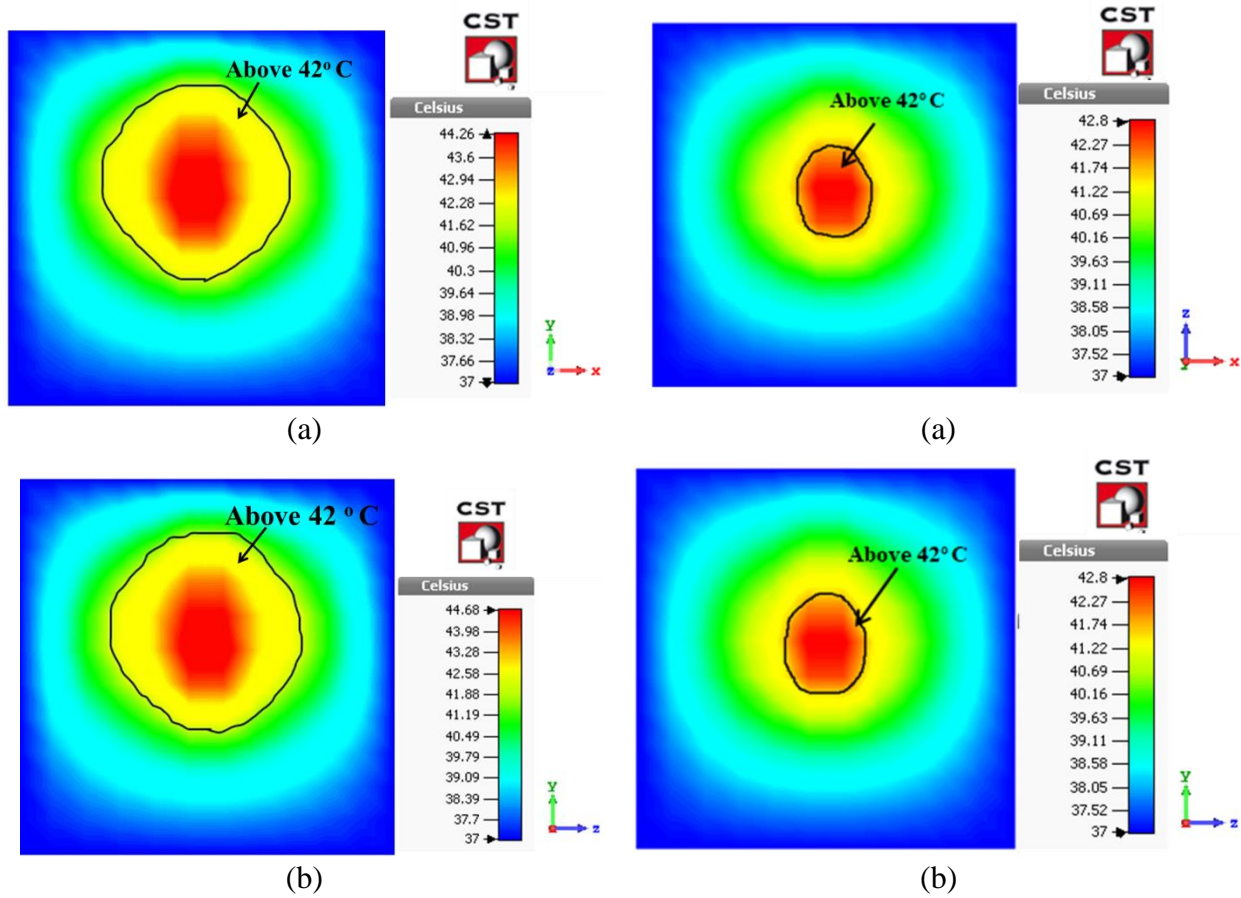 CST
Above 42° C
Celsius
44.26
43.6
42.94
42.28
41.62
40.96
40.3
39.64
38.98
38.32
37.66
37
y
z
x
(a)
CST
Above 42° C
Celsius
42.8
42.27
41.74
41.22
40.69
40.16
39.63
39.11
38.58
38.05
37.52
37
z
x
(a)
CST
Above 42 ° C
Celsius
44.68
43.98
43.28
42.58
41.88
41.19
40.49
39.79
39.09
38.39
37.7
37
y
z
(b)
CST
Above 42° C
Celsius
42.8
42.27
41.74
41.22
40.69
40.16
39.63
39.11
38.58
38.05
37.52
37
y
z
(b)